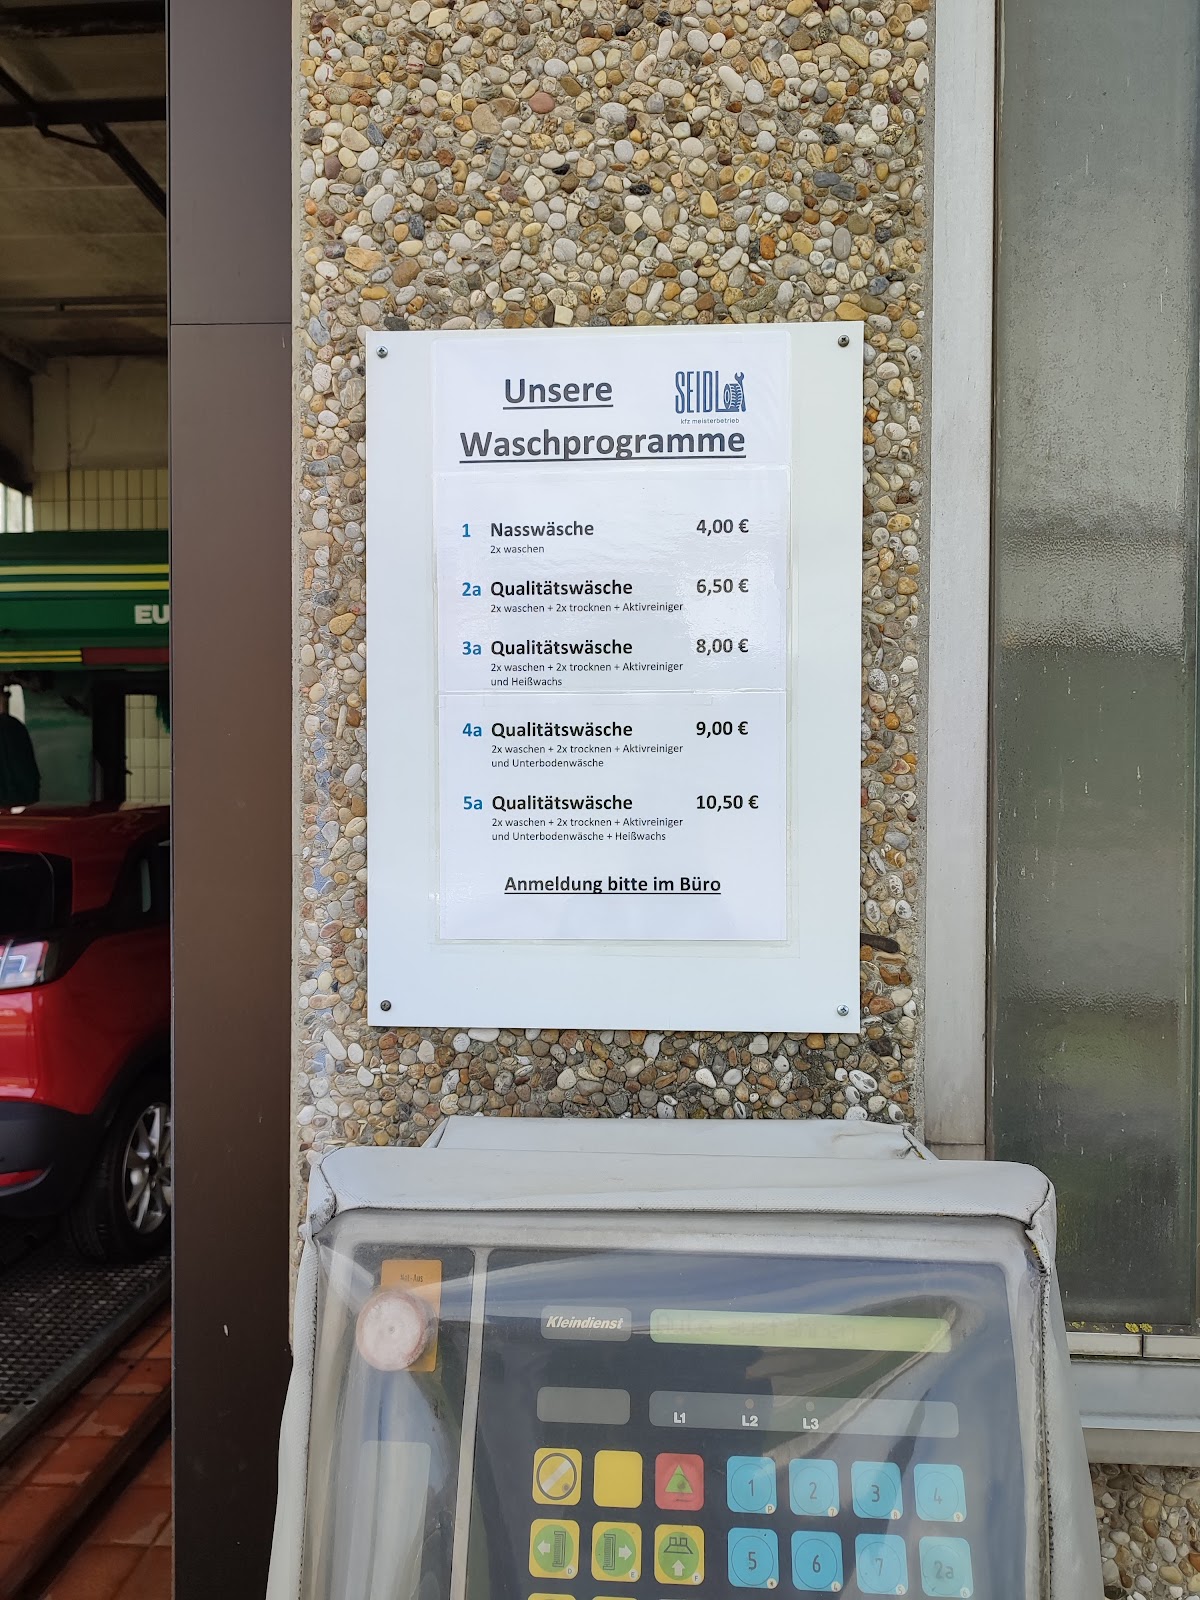 Unsere
SEIDL
kfz meisterbetrieb
Waschprogramme
1 Nasswäsche 4,00 €
2x waschen
2a Qualitätswäsche 6,50 €
2x waschen + 2x trocknen + Aktivreiniger
3a Qualitätswäsche 8,00 €
2x waschen + 2x trocknen + Aktivreiniger
und Heißwachs
4a Qualitätswäsche 9,00 €
2x waschen + 2x trocknen + Aktivreiniger
und Unterbodenwäsche
5a Qualitätswäsche 10,50 €
2x waschen + 2x trocknen + Aktivreiniger
und Unterbodenwäsche + Heißwachs
Anmeldung bitte im Büro
EU
Kleindienst
L1 L2 L3
1 2 3 4
5 6 7 2a